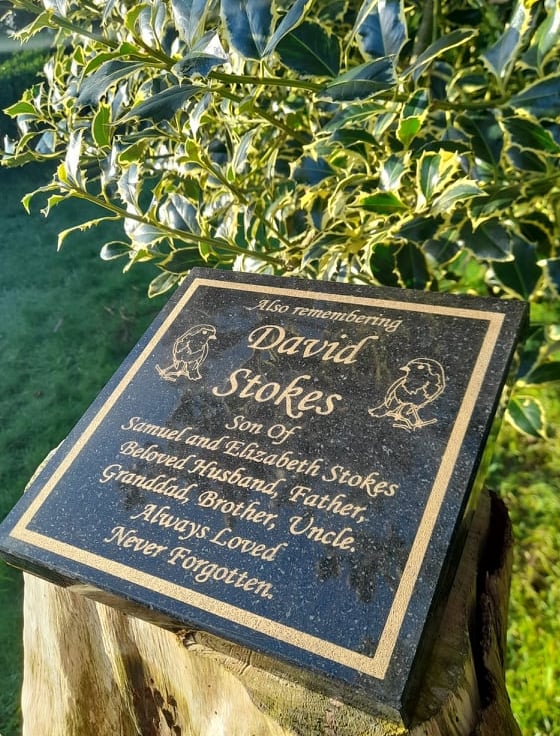 Also remembering
David
Stokes
Son Of
Samuel and Elizabeth Stokes
Beloved Husband, Father,
Granddad, Brother, Uncle.
Always Loved
Never Forgotten.